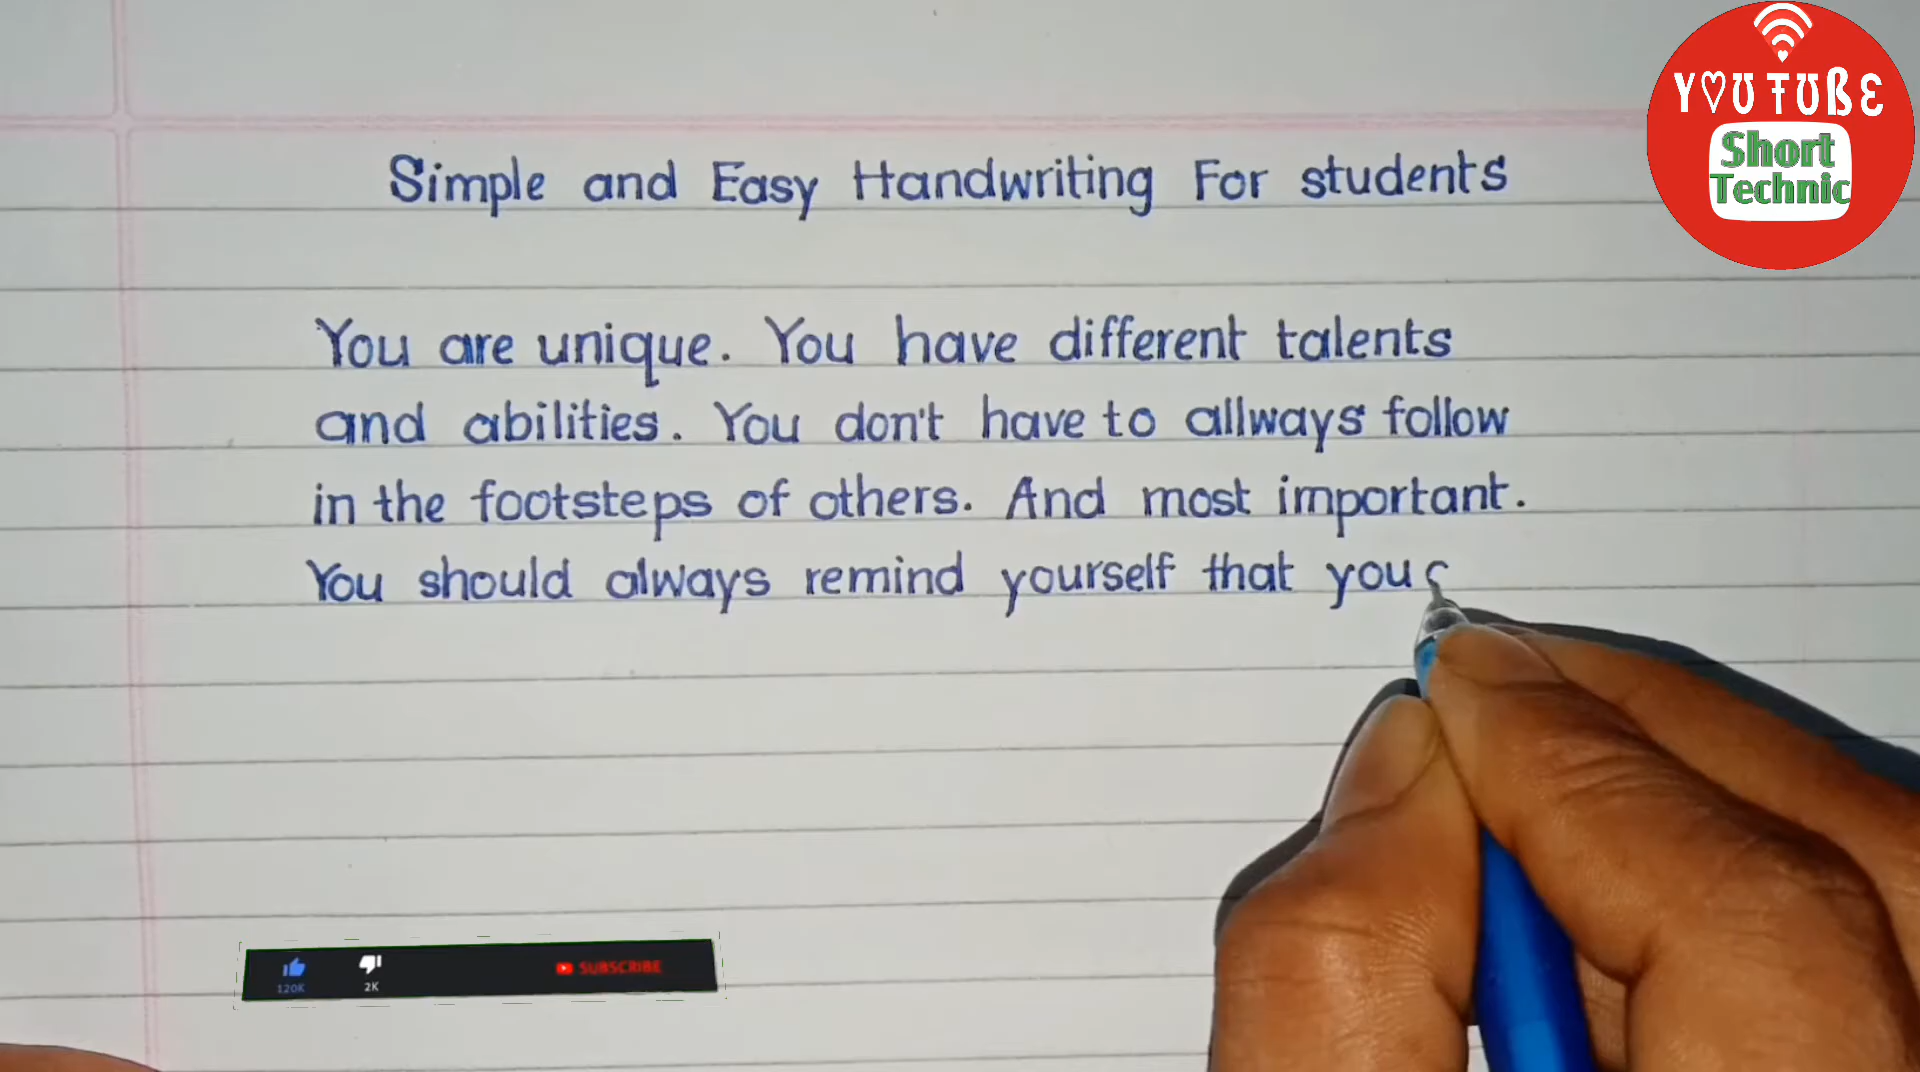 YOUTUBE
Short
Technic
Simple and Easy Handwriting For students
You are unique. You have different talents
and abilities. You don't have to allways follow
in the footsteps of others. And most important.
You should always remind yourself that you
120K
2K
SUBSCRIBE